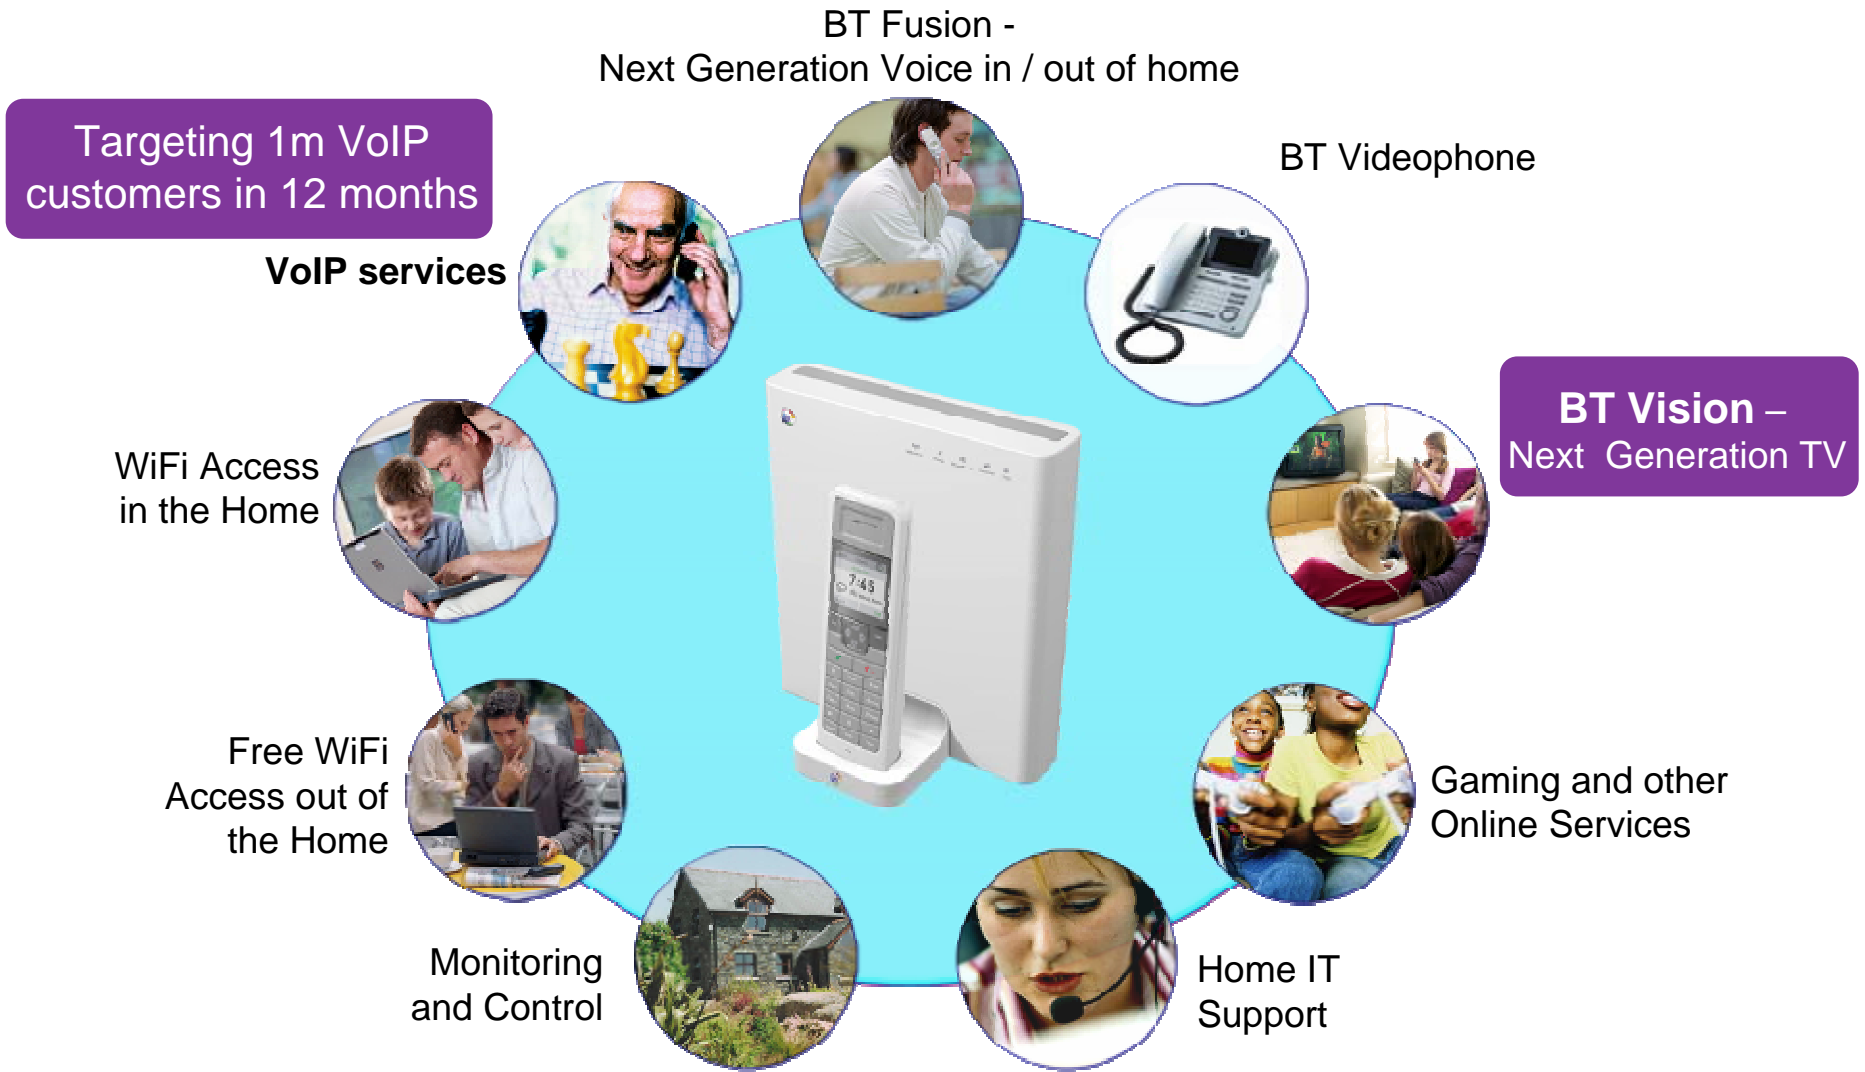 BT Fusion -
Next Generation Voice in / out of home
Targeting 1m VoIP
customers in 12 months
BT Videophone
VoIP services
BT Vision –
Next Generation TV
WiFi Access
in the Home
7:45
Free WiFi
Access out of
the Home
Gaming and other
Online Services
Monitoring
and Control
Home IT
Support